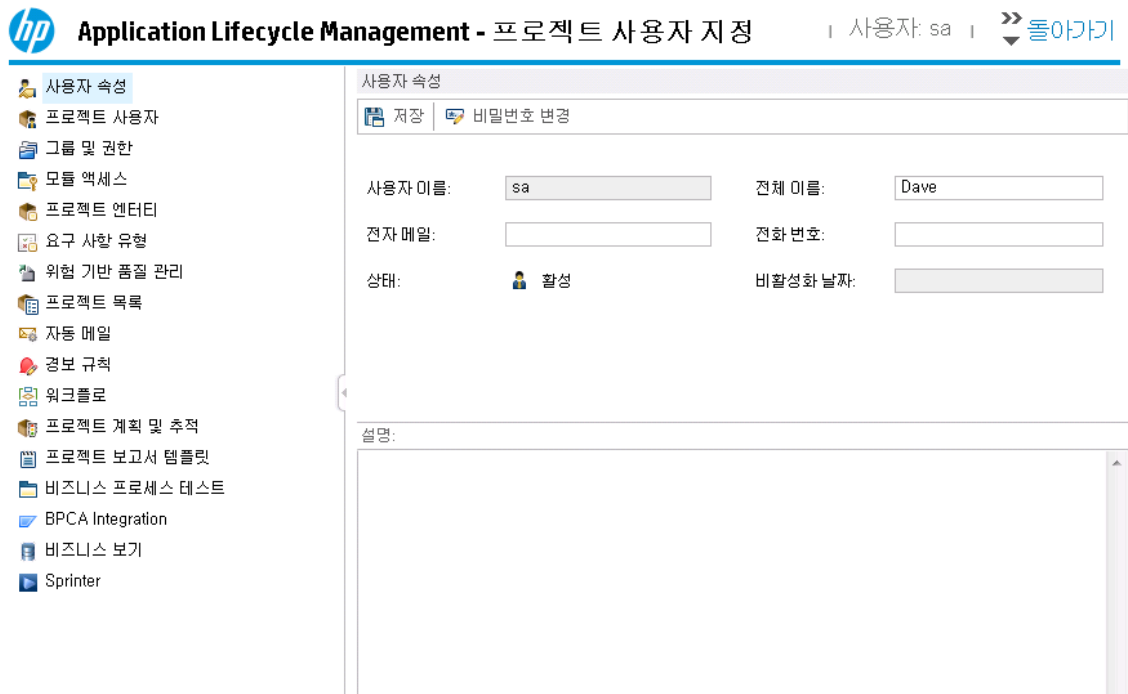 hp Application Lifecycle Management - 프로젝트 사용자 지정 사용자: sa 돌아가기
사용자 속성
프로젝트 사용자
그룹 및 권한
모듈 액세스
프로젝트 엔터티
요구 사항 유형
위험 기반 품질 관리
프로젝트 목록
자동 메일
경보 규칙
워크플로
프로젝트 계획 및 추적
프로젝트 보고서 템플릿
비즈니스 프로세스 테스트
BPCA Integration
비즈니스 보기
Sprinter
사용자 속성
저장 비밀번호 변경
사용자 이름: sa 전체 이름: Dave
전자 메일: 전화 번호:
상태: 활성 비활성화 날짜:
설명: